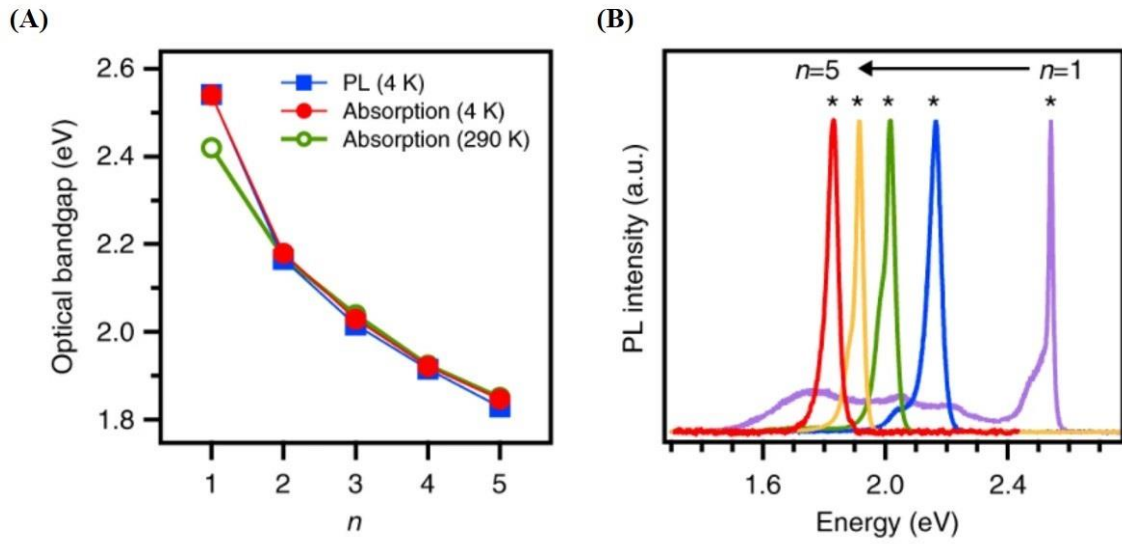 (A)
2.6
2.4
2.2
2.0
1.8
Optical bandgap (eV)
PL (4 K)
Absorption (4 K)
Absorption (290 K)
1 2 3 4 5
n
(B)
n=5 n=1
* * * * *
PL intensity (a.u.)
1.6 2.0 2.4
Energy (eV)